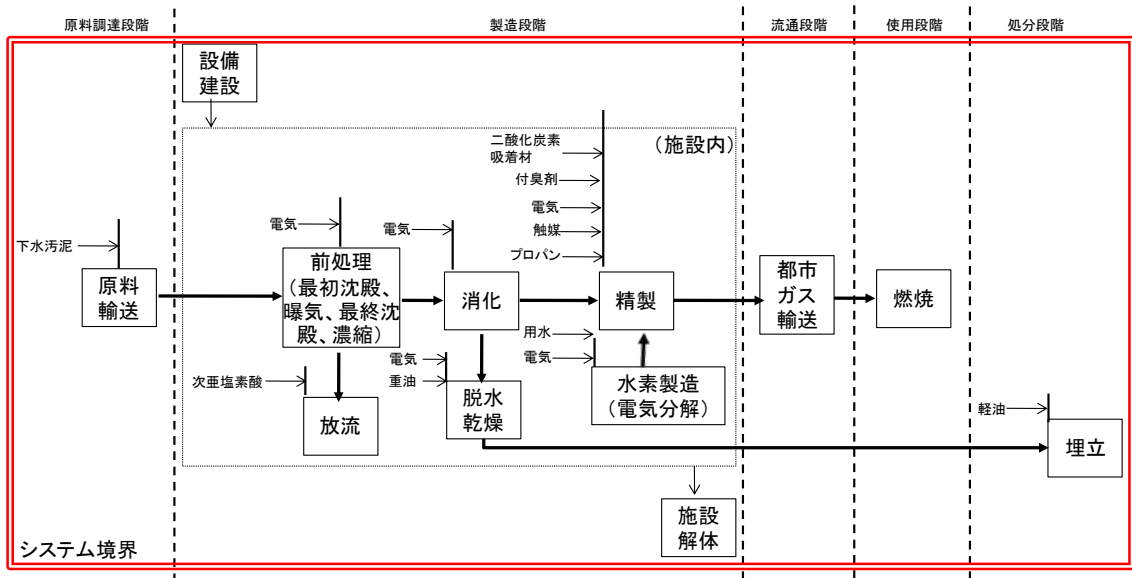 原料調達段階
製造段階
流通段階
使用段階
処分段階
設備
建設
(施設内)
二酸化炭素
吸着材
付臭剤
電気
触媒
プロパン
電気
電気
下水汚泥
原料
輸送
前処理
(最初沈殿、
曝気、最終沈
殿、濃縮)
消化
精製
都市
ガス
輸送
燃焼
用水
電気
電気
重油
次亜塩素酸
放流
脱水
乾燥
水素製造
(電気分解)
軽油
埋立
施設
解体
システム境界